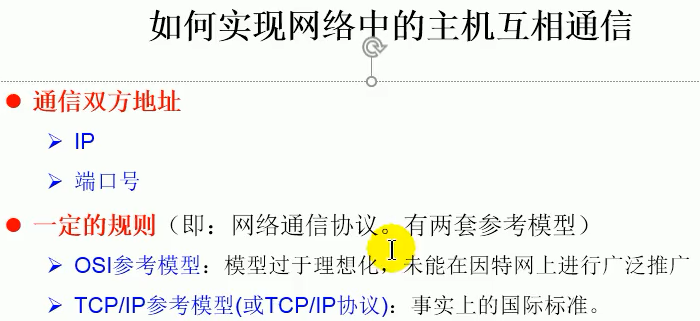 如何实现网络中的主机互相通信
● 通信双方地址
➢ IP
➢ 端口号
● 一定的规则（即：网络通信协议。有两套参考模型）
➢ OSI参考模型：模型过于理想化，未能在因特网上进行广泛推广
➢ TCP/IP参考模型(或TCP/IP协议)：事实上的国际标准。